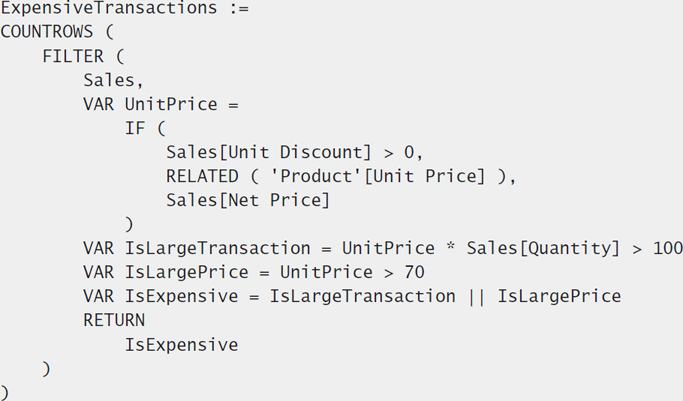 ExpensiveTransactions :=
COUNTROWS (
    FILTER (
        Sales,
        VAR UnitPrice =
            IF (
                Sales[Unit Discount] > 0,
                RELATED ( 'Product'[Unit Price] ),
                Sales[Net Price]
            )
        VAR IsLargeTransaction = UnitPrice * Sales[Quantity] > 100
        VAR IsLargePrice = UnitPrice > 70
        VAR IsExpensive = IsLargeTransaction || IsLargePrice
        RETURN
            IsExpensive
    )
)